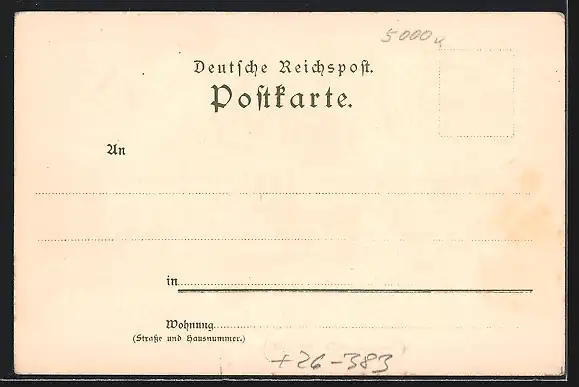 5000
Deutſche Reichspoſt.
Poſtkarte.
An
in
Wohnung
(Straße und Hausnummer.)
+26-383